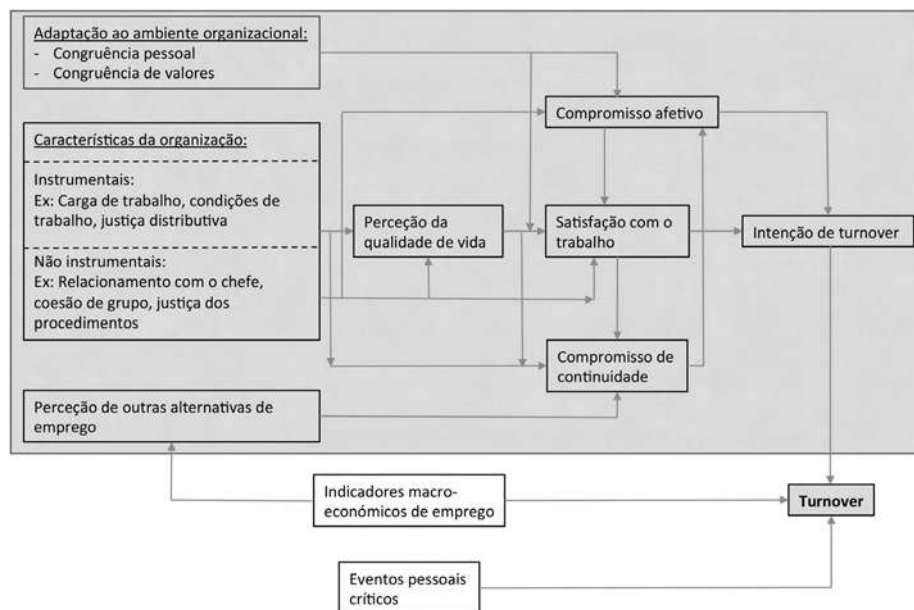 Adaptação ao ambiente organizacional:
- Congruência pessoal
- Congruência de valores
Compromisso afetivo
Características da organização:
Instrumentais:
Ex: Carga de trabalho, condições de
trabalho, justiça distributiva
Perceção da
qualidade de vida
Satisfação com o
trabalho
Intenção de turnover
Não instrumentais:
Ex: Relacionamento com o chefe,
coesão de grupo, justiça dos
procedimentos
Compromisso de
continuidade
Perceção de outras alternativas de
emprego
Indicadores macro-
económicos de emprego
Turnover
Eventos pessoais
críticos